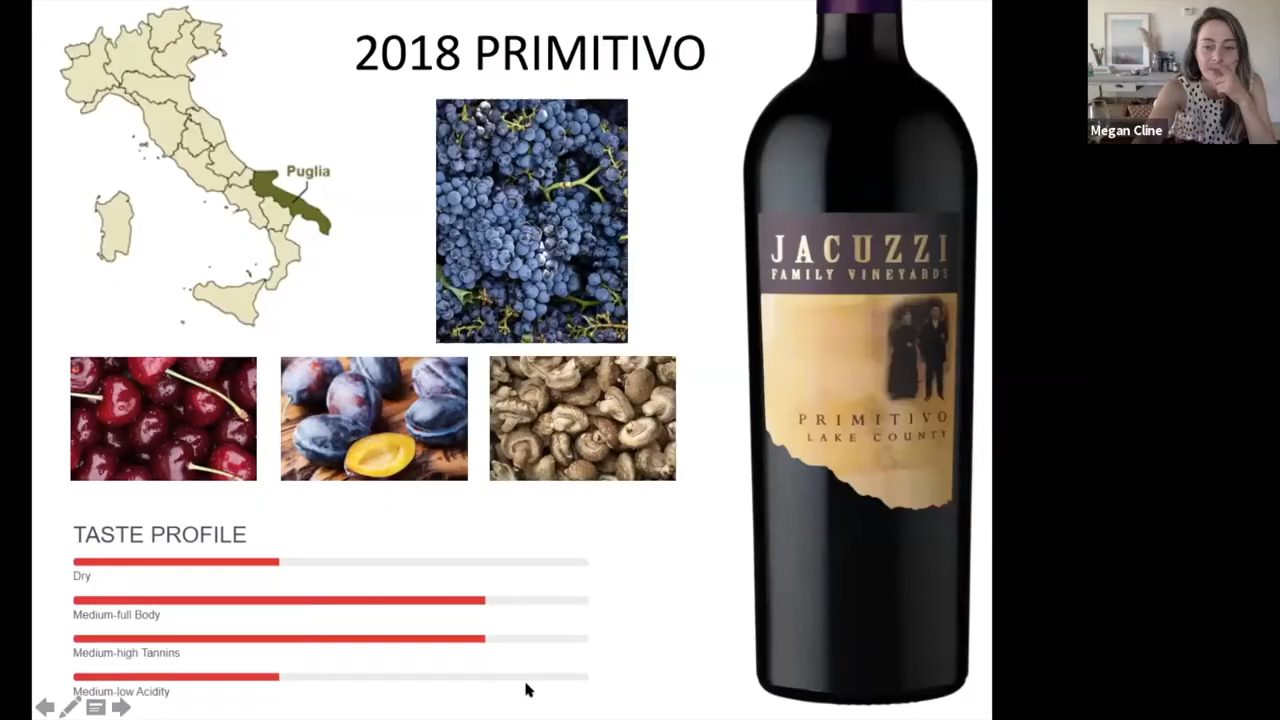 2018 PRIMITIVO
Puglia
Megan Cline
JACUZZI
FAMILY VINEYARDS
PRIMITIVO
LAKE COUNTY
TASTE PROFILE
Dry
Medium-full Body
Medium-high Tannins
Medium-low Acidity